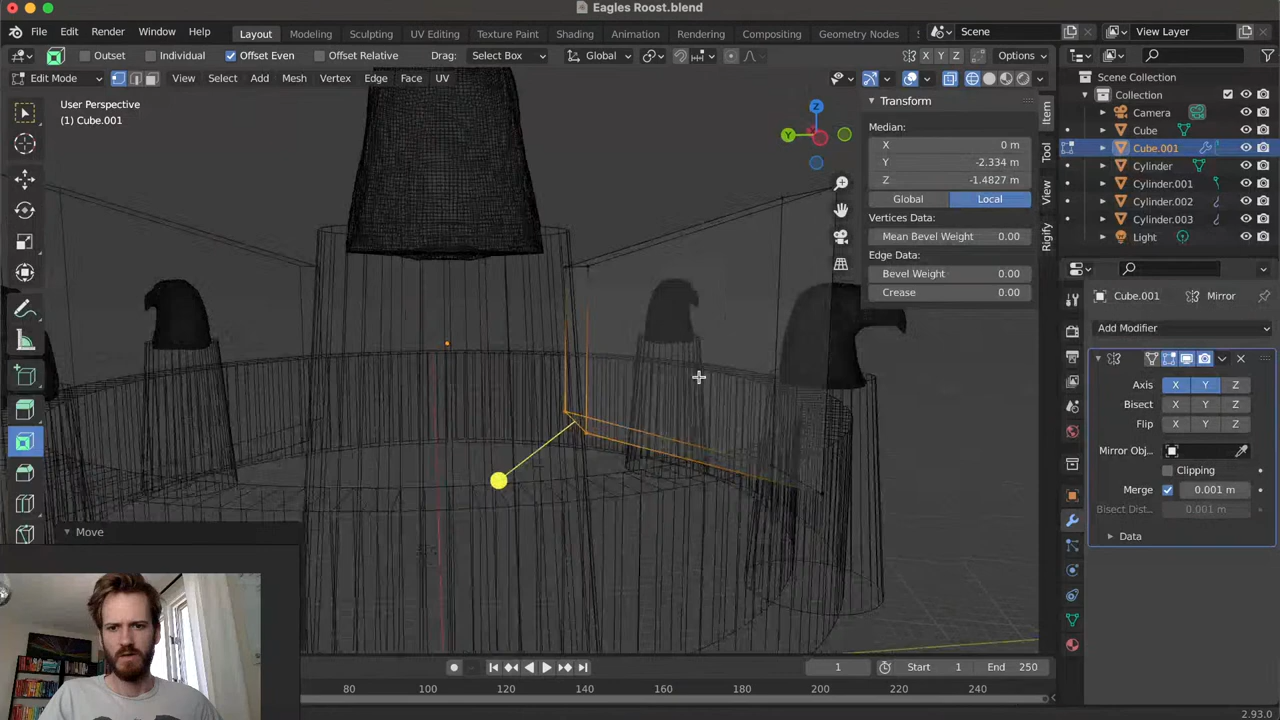 Eagles Roost.blend
File Edit Render Window Help Layout Modeling Sculpting UV Editing Texture Paint Shading Animation Rendering Compositing Geometry Nodes Scene View Layer
Outset Individual Offset Even Offset Relative Drag: Select Box Global X Y Z Options
Edit Mode View Select Add Mesh Vertex Edge Face UV
User Perspective
(1) Cube.001
Z
Y
Transform
Median:
X 0 m
Y -2.334 m
Z -1.4827 m
Global Local
Vertices Data:
Mean Bevel Weight 0.00
Edge Data:
Bevel Weight 0.00
Crease 0.00
Item
Tool
View
Rigify
Scene Collection
Collection
Camera
Cube
Cube.001
Cylinder
Cylinder.001
Cylinder.002
Cylinder.003
Light
Cube.001 Mirror
Add Modifier
Axis X Y Z
Bisect X Y Z
Flip X Y Z
Mirror Obj..
Clipping
Merge 0.001 m
Bisect Dist.. 0.001 m
Data
Move
1 Start 1 End 250
80 100 120 140 160 180 200 220 240
2.93.0